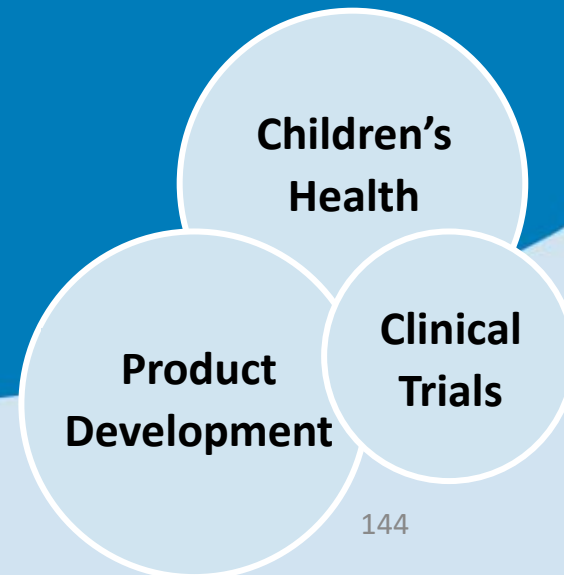 Children’s
Health
Clinical
Trials
Product
Development
144